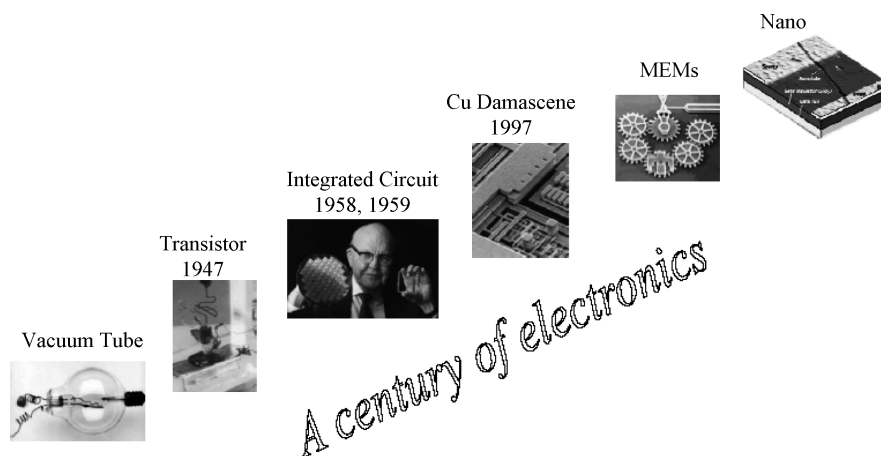 Nano
MEMs
Cu Damascene
1997
Integrated Circuit
1958, 1959
Transistor
1947
Vacuum Tube
A century of electronics